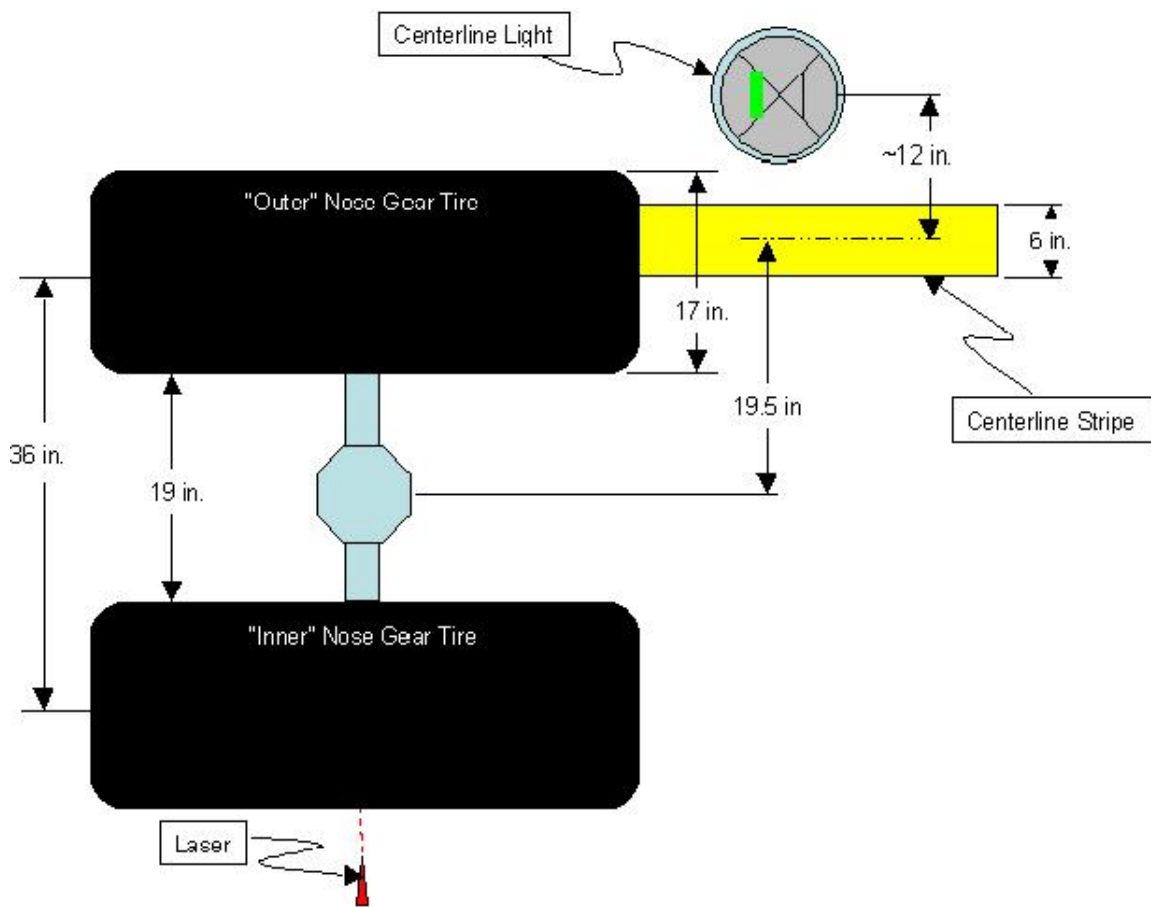 Centerline Light
~12 in.
"Outer" Nose Gear Tire
6 in.
17 in.
19.5 in
Centerline Stripe
36 in.
19 in.
"Inner" Nose Gear Tire
Laser